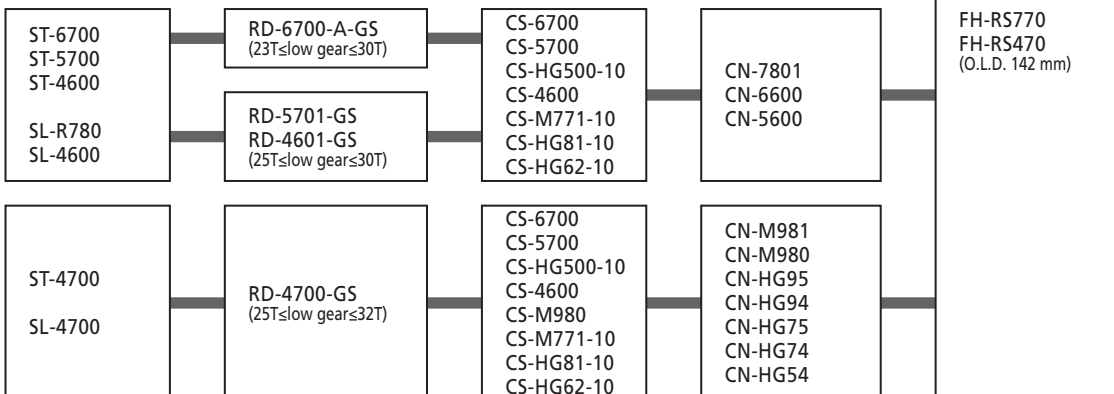 ST-6700
ST-5700
ST-4600
SL-R780
SL-4600
RD-6700-A-GS
(23T≤low gear≤30T)
RD-5701-GS
RD-4601-GS
(25T≤low gear≤30T)
CS-6700
CS-5700
CS-HG500-10
CS-4600
CS-M771-10
CS-HG81-10
CS-HG62-10
CN-7801
CN-6600
CN-5600
FH-RS770
FH-RS470
(O.L.D. 142 mm)
ST-4700
SL-4700
RD-4700-GS
(25T≤low gear≤32T)
CS-6700
CS-5700
CS-HG500-10
CS-4600
CS-M980
CS-M771-10
CS-HG81-10
CS-HG62-10
CN-M981
CN-M980
CN-HG95
CN-HG94
CN-HG75
CN-HG74
CN-HG54